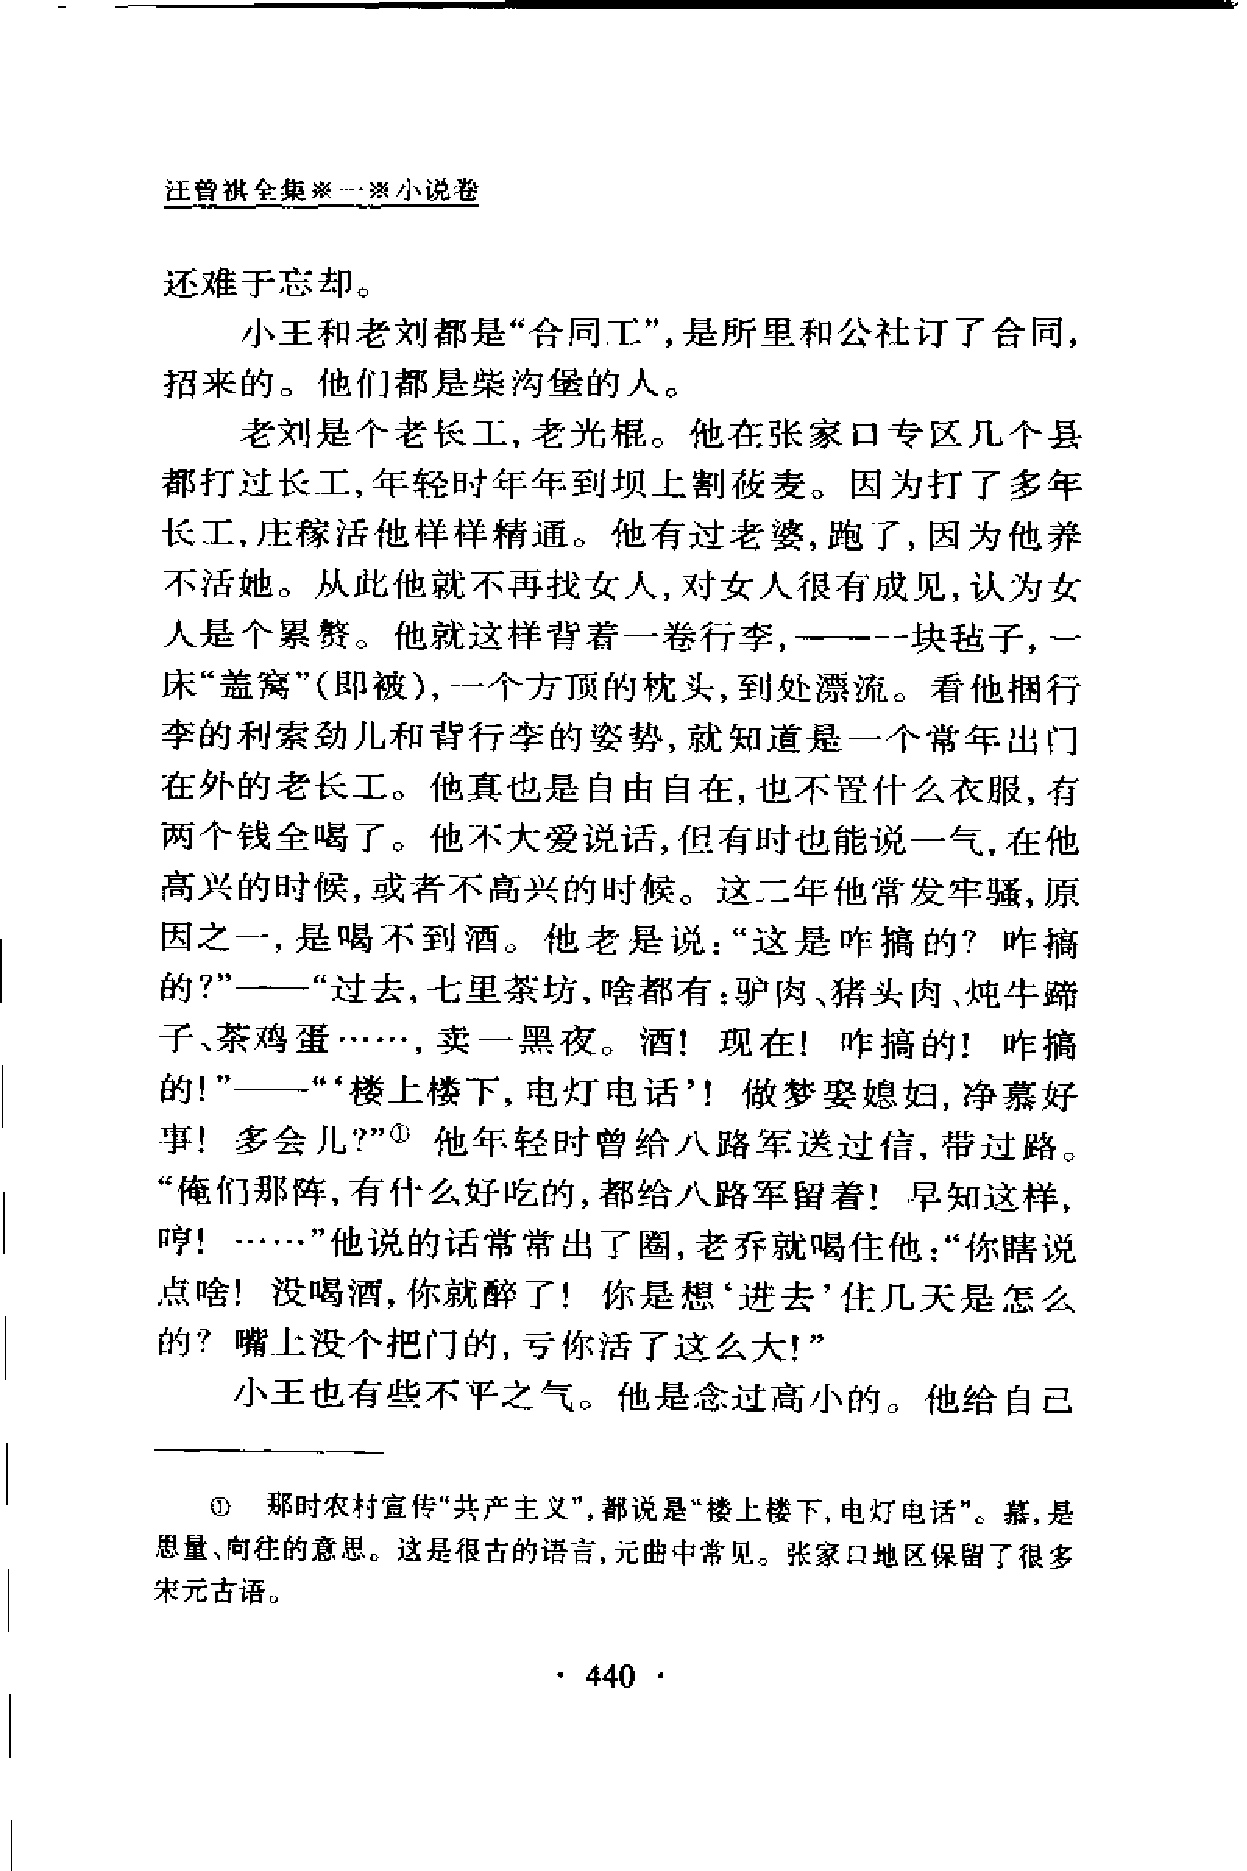 汪曾祺全集※一※小说卷
还难于忘却。
小王和老刘都是“合同工”,是所里和公社订了合同,
招来的。他们都是柴沟堡的人。
老刘是个老长工,老光棍。他在张家口专区几个县
都打过长工,年轻时年年到坝上割莜麦。因为打了多年
长工,庄稼活他样样精通。他有过老婆,跑了,因为他养
不活她。从此他就不再找女人,对女人很有成见,认为女
人是个累赘。他就这样背着一卷行李,——一块毡子,一
床“盖窝”(即被),一个方顶的枕头,到处漂流。看他捆行
李的利索劲儿和背行李的姿势,就知道是一个常年出门
在外的老长工。他真也是自由自在,也不置什么衣服,有
两个钱全喝了。他不大爱说话,但有时也能说一气,在他
高兴的时候,或者不高兴的时候。这二年他常发牢骚,原
因之一,是喝不到酒。他老是说:“这是咋搞的?咋搞
的?”——“过去,七里茶坊,啥都有:驴肉、猪头肉、炖牛蹄
子、茶鸡蛋……,卖一黑夜。酒!现在!咋搞的!咋搞
的!”——“‘楼上楼下,电灯电话’!做梦娶媳妇,净慕好
事!多会儿?”① 他年轻时曾给八路军送过信,带过路。
“俺们那阵,有什么好吃的,都给八路军留着!早知这样,
哼!……”他说的话常常出了圈,老乔就喝住他:“你瞎说
点啥!没喝酒,你就醉了!你是想‘进去’住几天是怎么
的?嘴上没个把门的,亏你活了这么大!”
小王也有些不平之气。他是念过高小的。他给自己
① 那时农村宣传“共产主义”,都说是“楼上楼下,电灯电话”。慕,是
思量、向往的意思。这是很古的语言,元曲中常见。张家口地区保留了很多
宋元古语。
· 440 ·